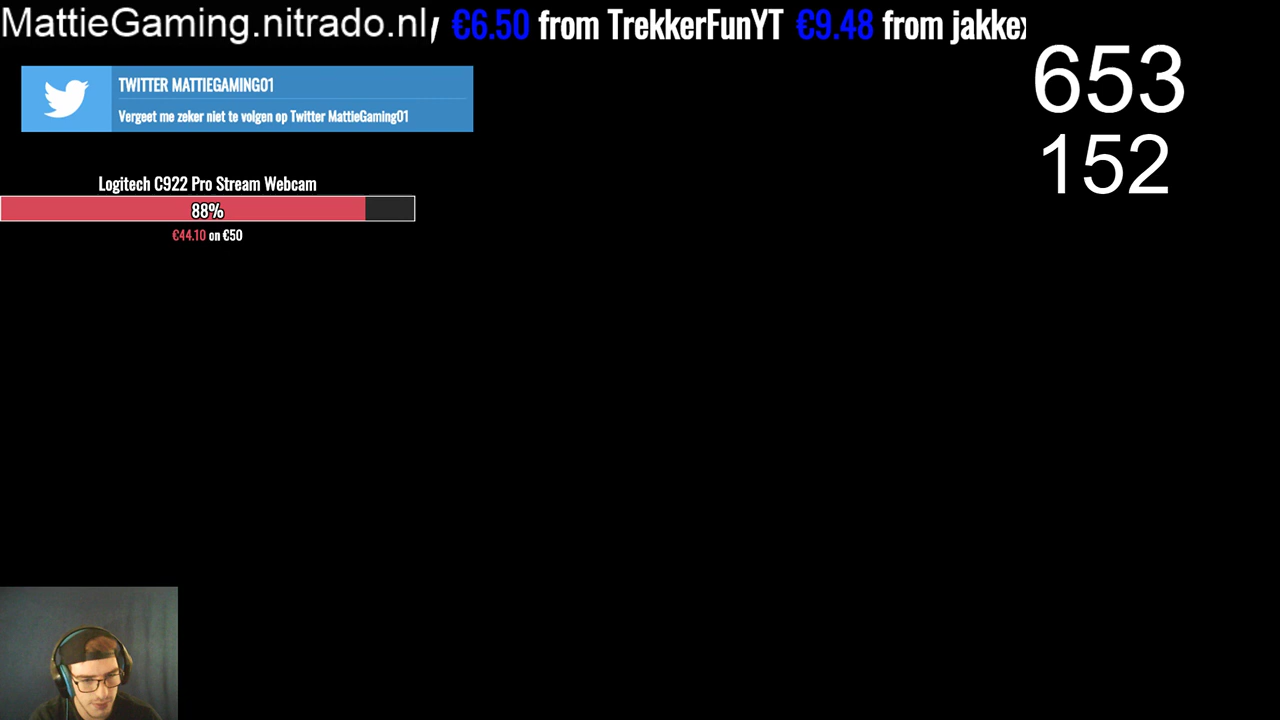 MattieGaming.nitrado.nl
€6.50 from TrekkerFunYT €9.48 from jakke
653
152
TWITTER MATTIEGAMING01
Vergeet me zeker niet te volgen op Twitter MattieGaming01
Logitech C922 Pro Stream Webcam
88%
€44.10 on €50